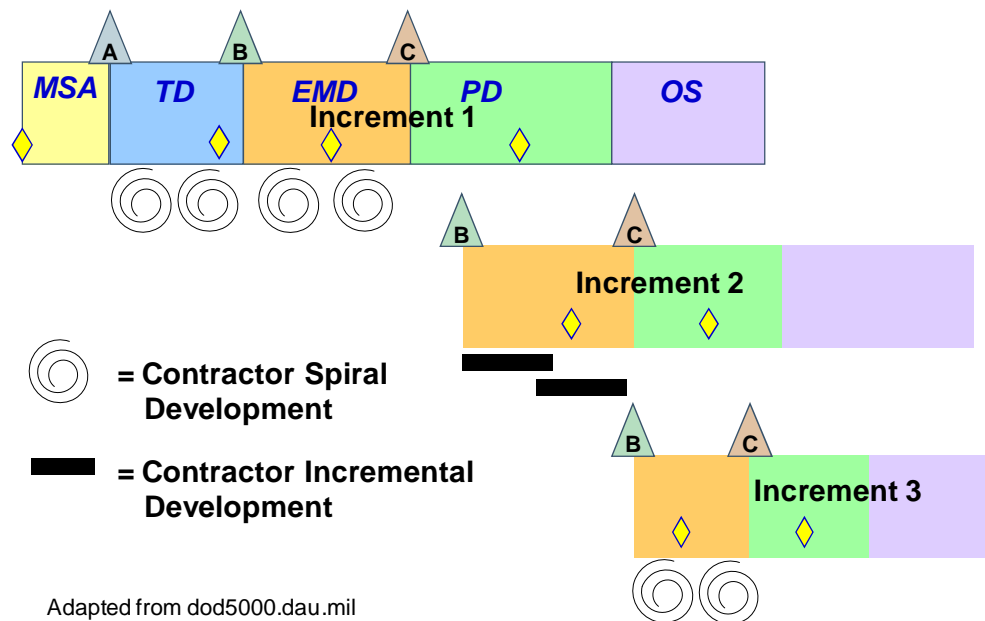 A B C
MSA TD EMD PD OS
Increment 1
B C
Increment 2
= Contractor Spiral
Development
B C
= Contractor Incremental
Development
Increment 3
Adapted from dod5000.dau.mil